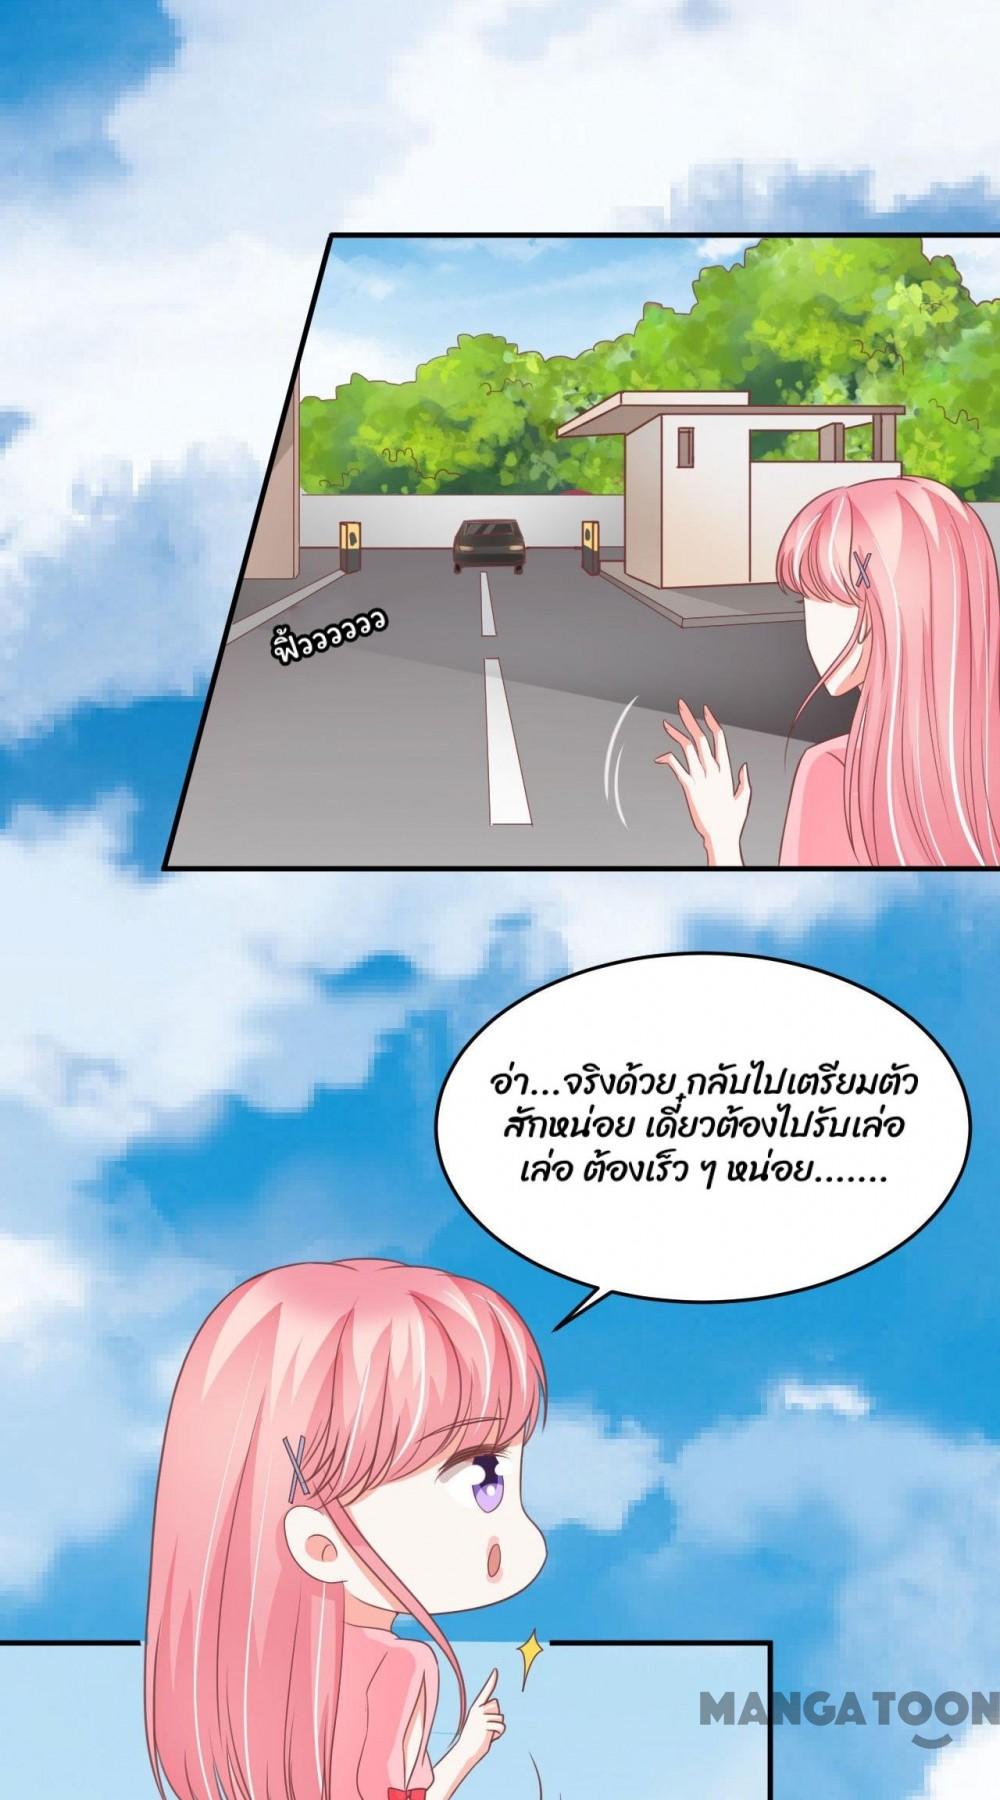 ฟิ้ววววววว
อ่า...จริงด้วย กลับไปเตรียมตัว
สักหน่อย เดี๋ยวต้องไปรับเล่อ
เล่อ ต้องเร็ว ๆ หน่อย.......
MANGATOON